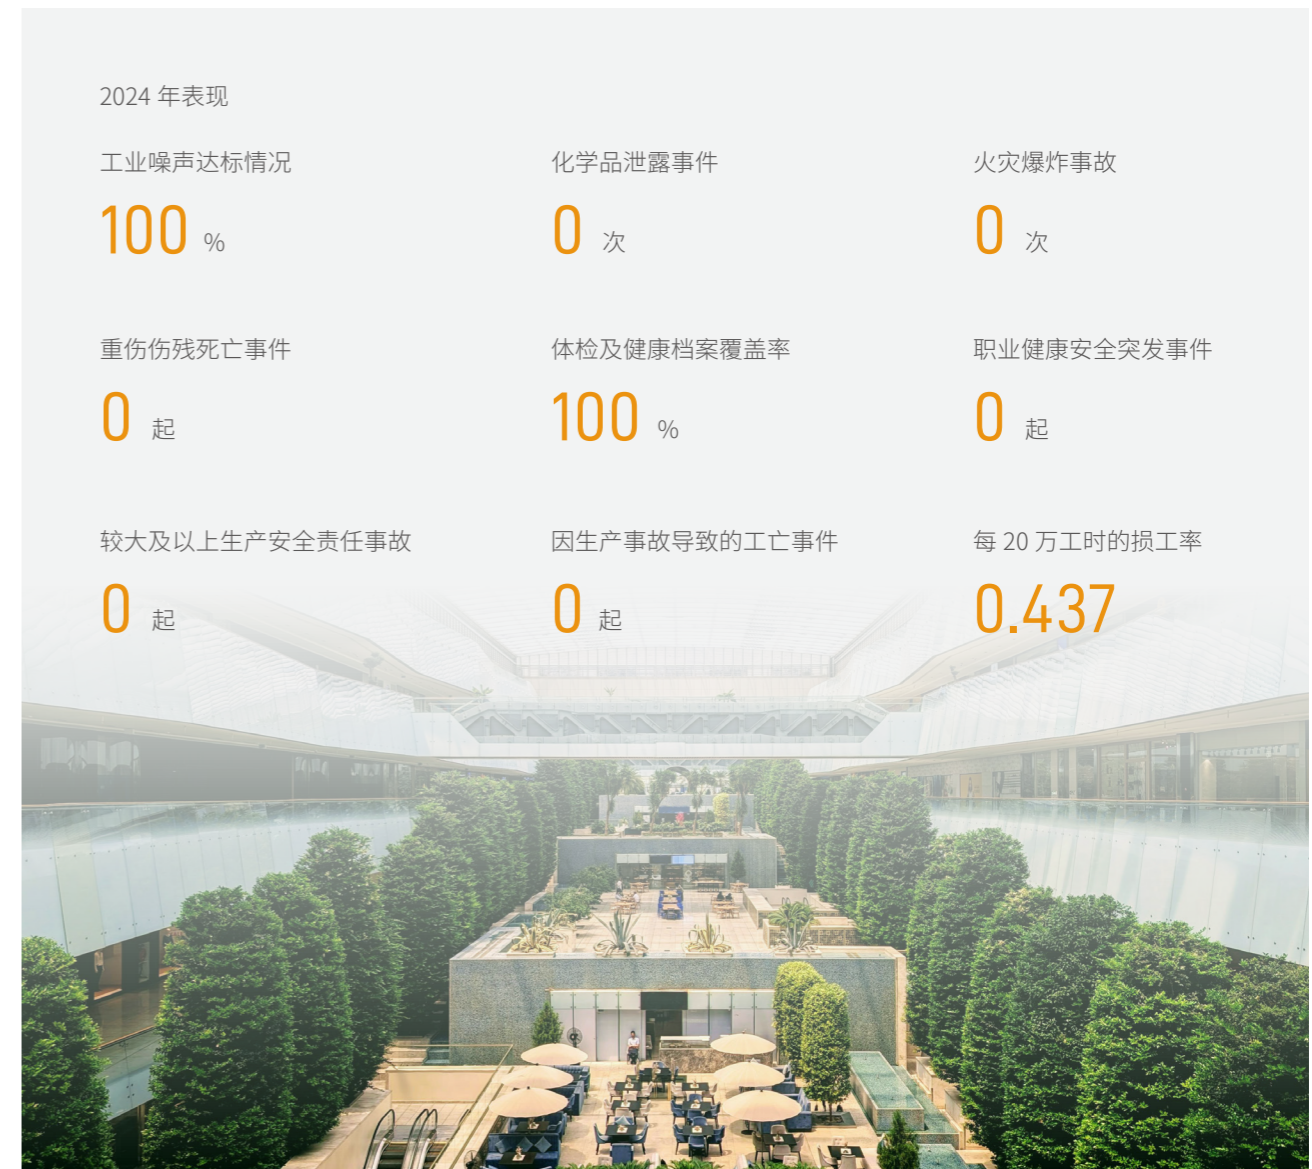 2024 年表现
工业噪声达标情况
化学品泄露事件
火灾爆炸事故
100 %
0 次
0 次
重伤伤残死亡事件
体检及健康档案覆盖率
职业健康安全突发事件
0 起
100 %
0 起
较大及以上生产安全责任事故
因生产事故导致的工亡事件
每 20 万工时的损工率
0 起
0 起
0.437